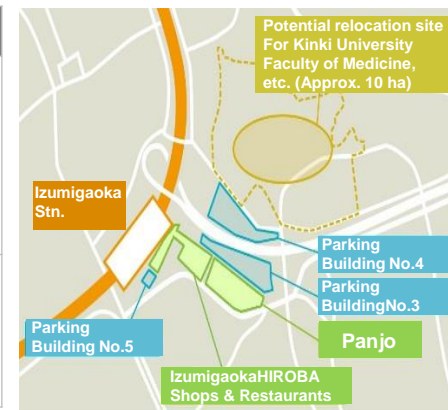 Potential relocation site
For Kinki University
Faculty of Medicine,
etc. (Approx. 10 ha)
Izumigaoka
Stn.
Parking
Building No.4
Parking
BuildingNo.3
Parking
Building No.5
Panjo
IzumigaokaHIROBA
Shops & Restaurants